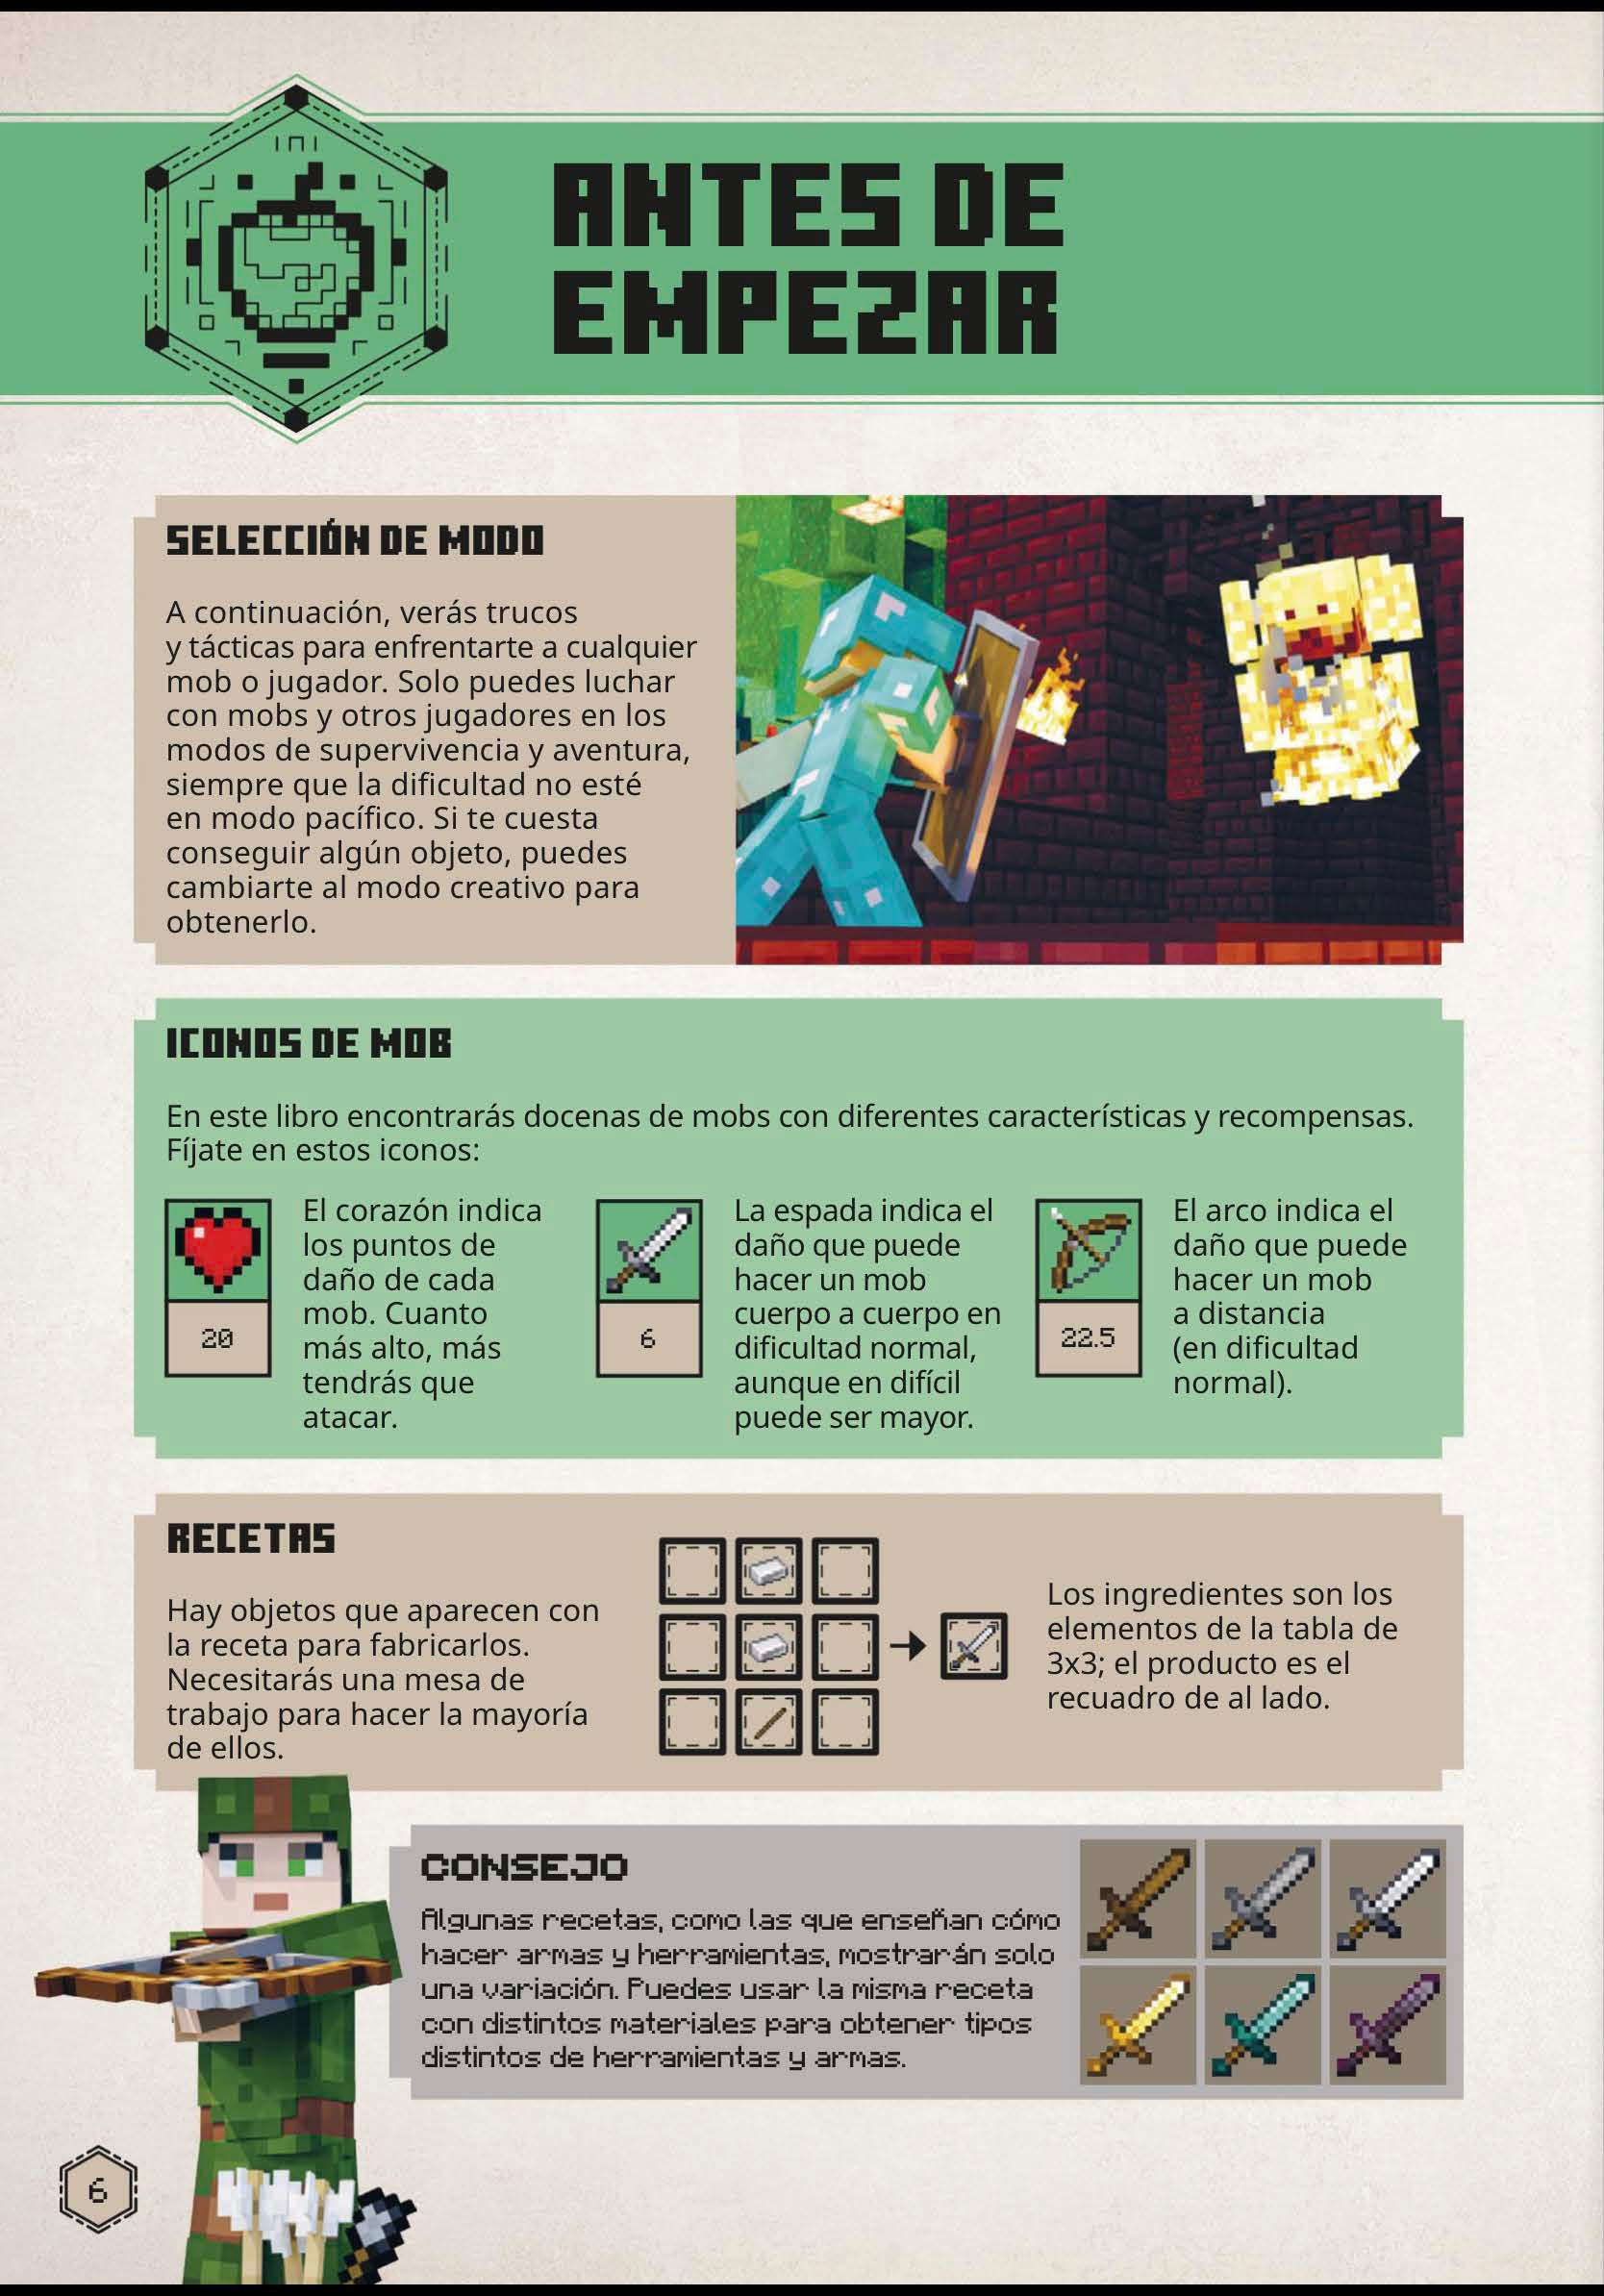 ANTES DE
EMPEZAR
SELECCIÓN DE MODO
A continuación, verás trucos
y tácticas para enfrentarte a cualquier
mob o jugador. Solo puedes luchar
con mobs y otros jugadores en los
modos de supervivencia y aventura,
siempre que la dificultad no esté
en modo pacífico. Si te cuesta
conseguir algún objeto, puedes
cambiarte al modo creativo para
obtenerlo.
ICONOS DE MOB
En este libro encontrarás docenas de mobs con diferentes características y recompensas.
Fíjate en estos iconos:
20
El corazón indica
los puntos de
daño de cada
mob. Cuanto
más alto, más
tendrás que
atacar.
6
La espada indica el
daño que puede
hacer un mob
cuerpo a cuerpo en
dificultad normal,
aunque en difícil
puede ser mayor.
22.5
El arco indica el
daño que puede
hacer un mob
a distancia
(en dificultad
normal).
RECETAS
Hay objetos que aparecen con
la receta para fabricarlos.
Necesitarás una mesa de
trabajo para hacer la mayoría
de ellos.
Los ingredientes son los
elementos de la tabla de
3x3; el producto es el
recuadro de al lado.
CONSEJO
Algunas recetas, como las que enseñan cómo
hacer armas y herramientas, mostrarán solo
una variación. Puedes usar la misma receta
con distintos materiales para obtener tipos
distintos de herramientas y armas.
6